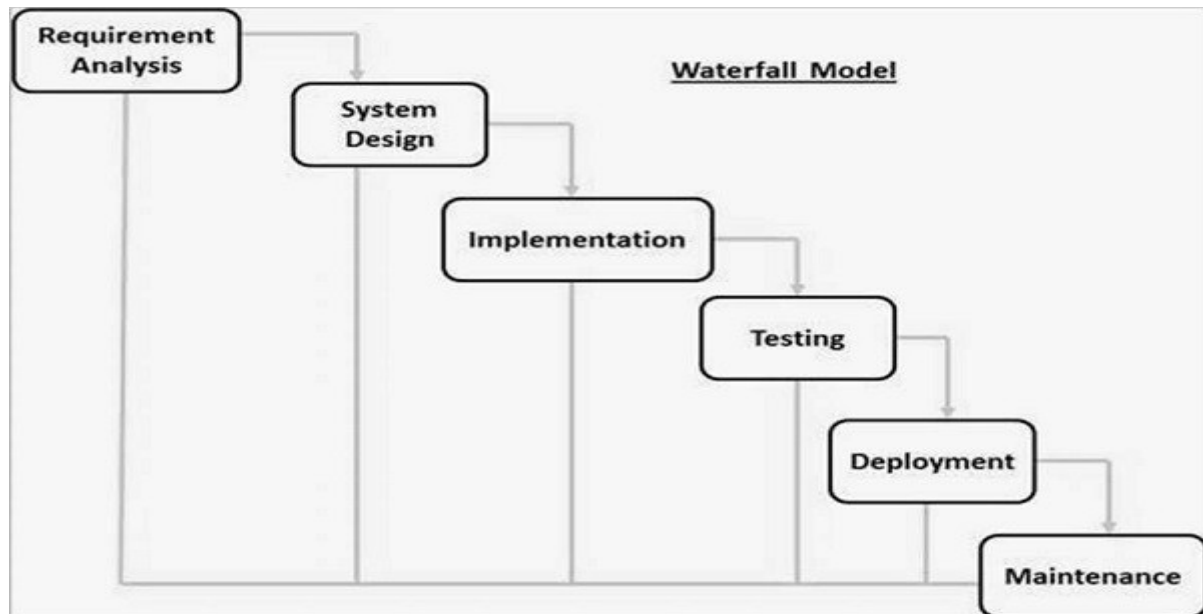 Requirement
Analysis
Waterfall Model
System
Design
Implementation
Testing
Deployment
Maintenance